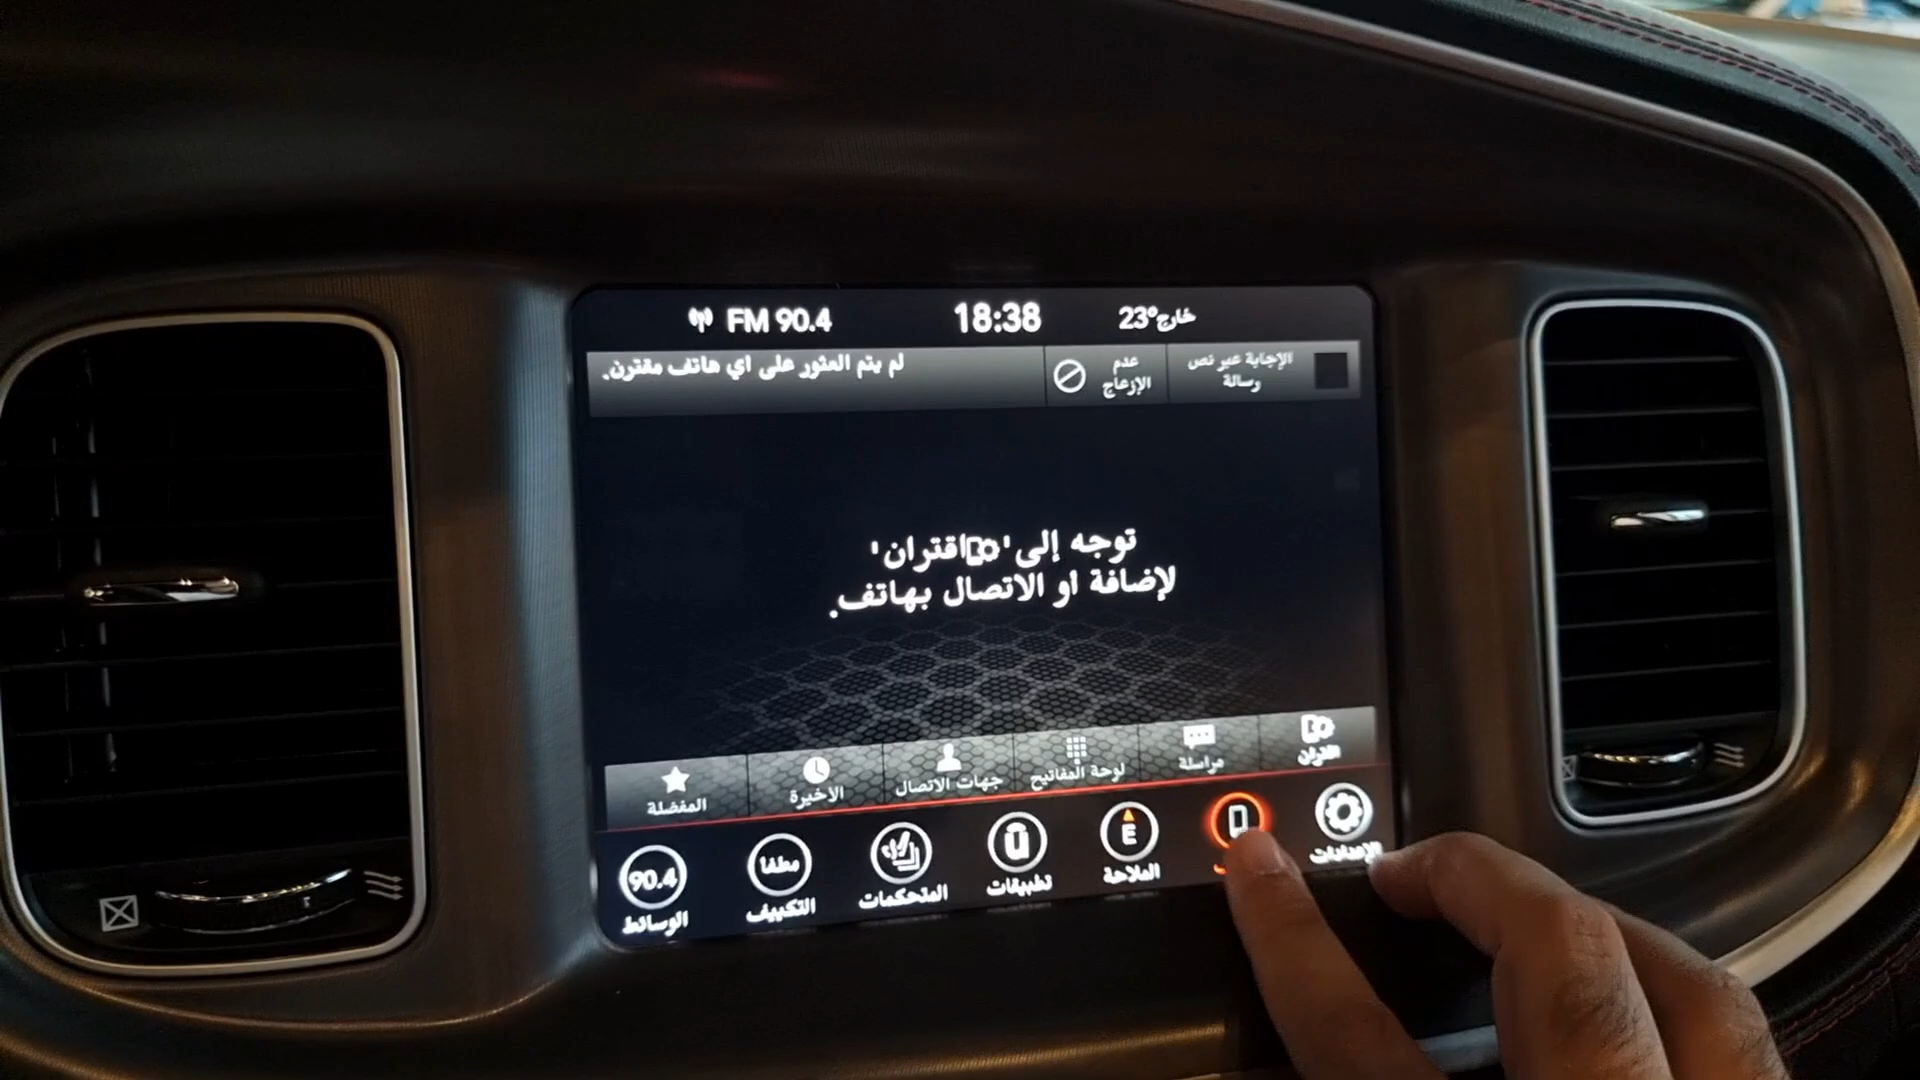 FM 90.4
18:38
23°خارج
لم يتم العثور على اي هاتف مقترن.
عدم
الإزعاج
الإجابة عبر نص
رسالة
توجه إلى 'اقتران'
لإضافة او الاتصال بهاتف.
المفضلة
الأخيرة
جهات الاتصال
لوحة المفاتيح
مراسلة
اقتران
90.4
الوسائط
مطفا
التكييف
المتحكمات
تطبيقات
E
الملاحة
الإعدادات